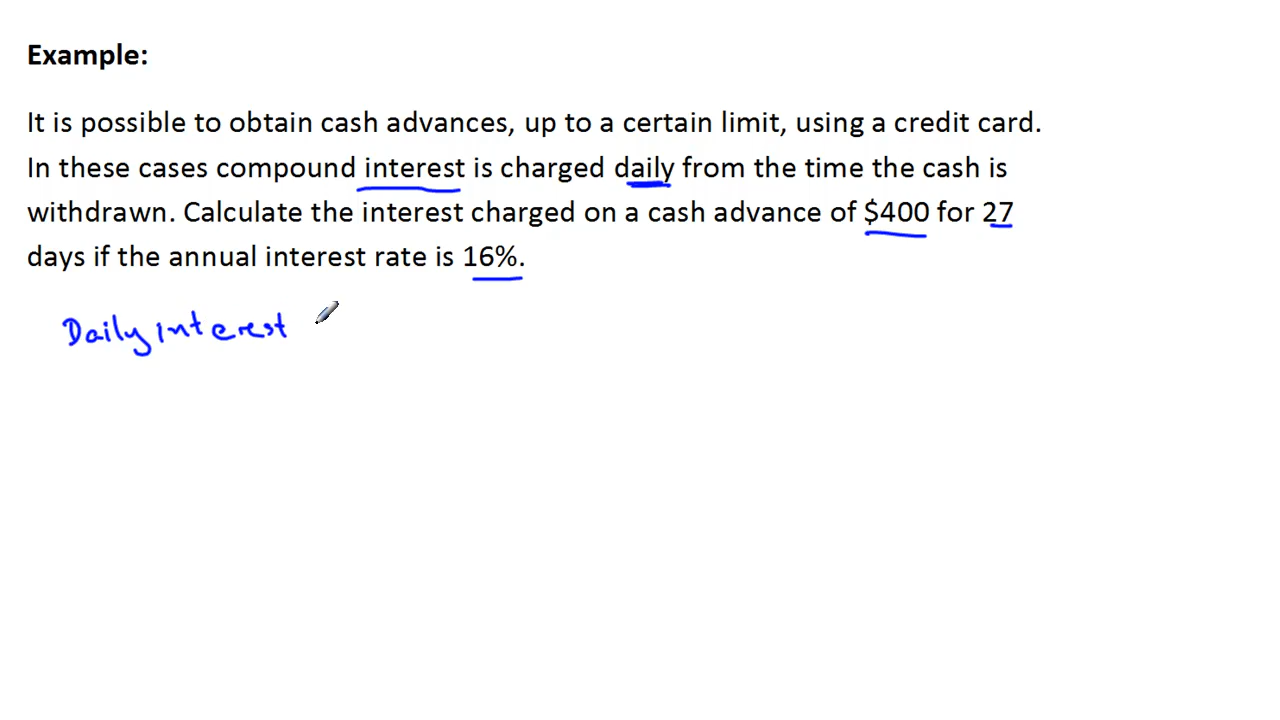 Example:
It is possible to obtain cash advances, up to a certain limit, using a credit card.
In these cases compound interest is charged daily from the time the cash is
withdrawn. Calculate the interest charged on a cash advance of $400 for 27
days if the annual interest rate is 16%.
Daily interest